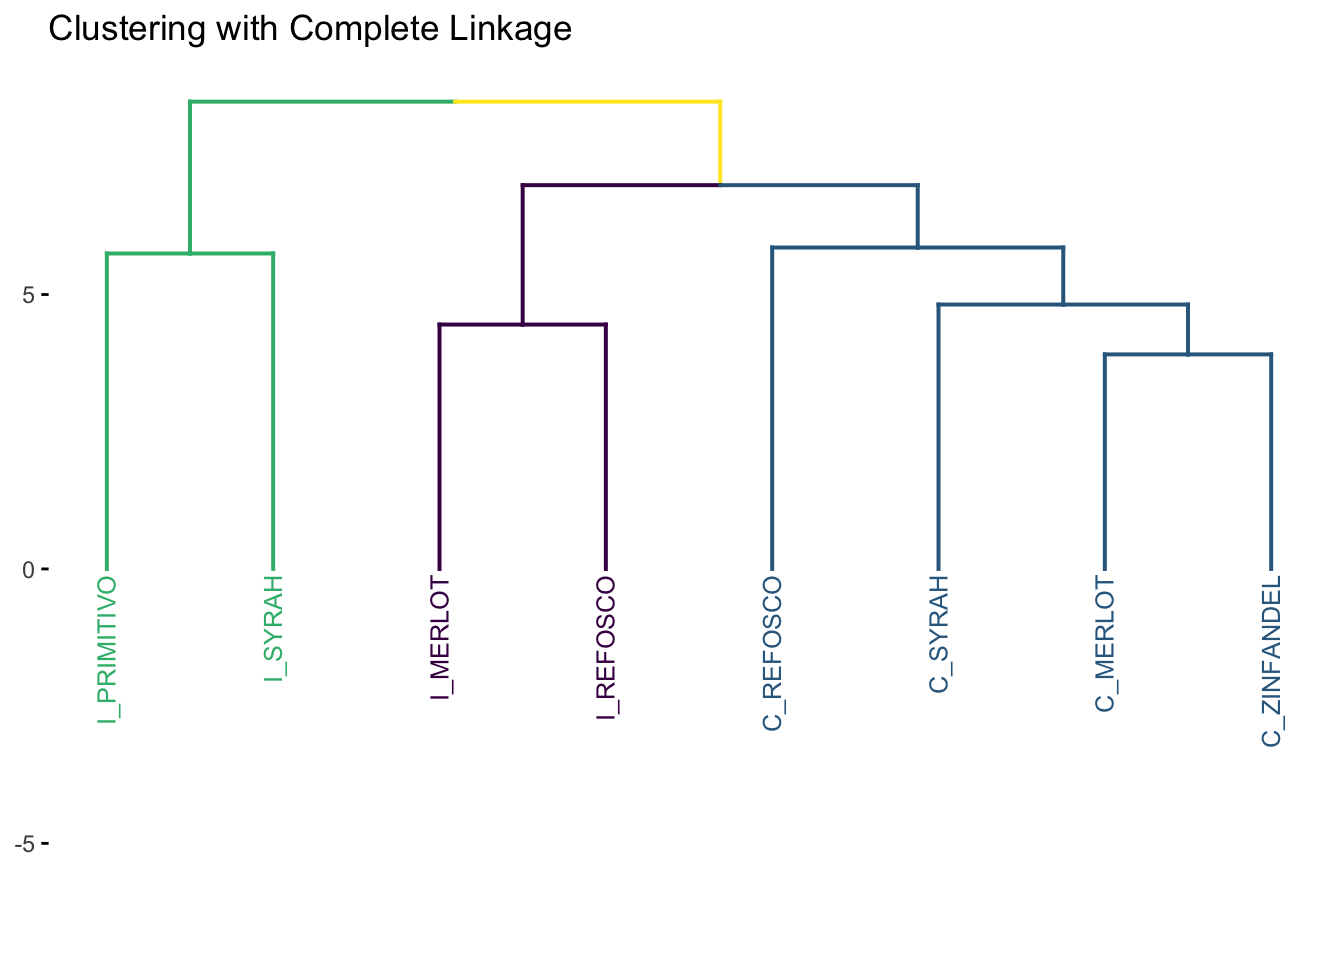 Clustering with Complete Linkage
5
0
-5
I_PRIMITIVO
I_SYRAH
I_MERLOT
I_REFOSCO
C_REFOSCO
C_SYRAH
C_MERLOT
C_ZINFANDEL